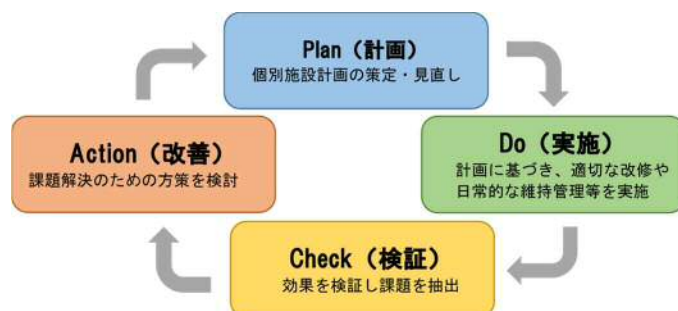 Plan（計画）
個別施設計画の策定・見直し
Do（実施）
計画に基づき、適切な改修や
日常的な維持管理等を実施
Check（検証）
効果を検証し課題を抽出
Action（改善）
課題解決のための方策を検討